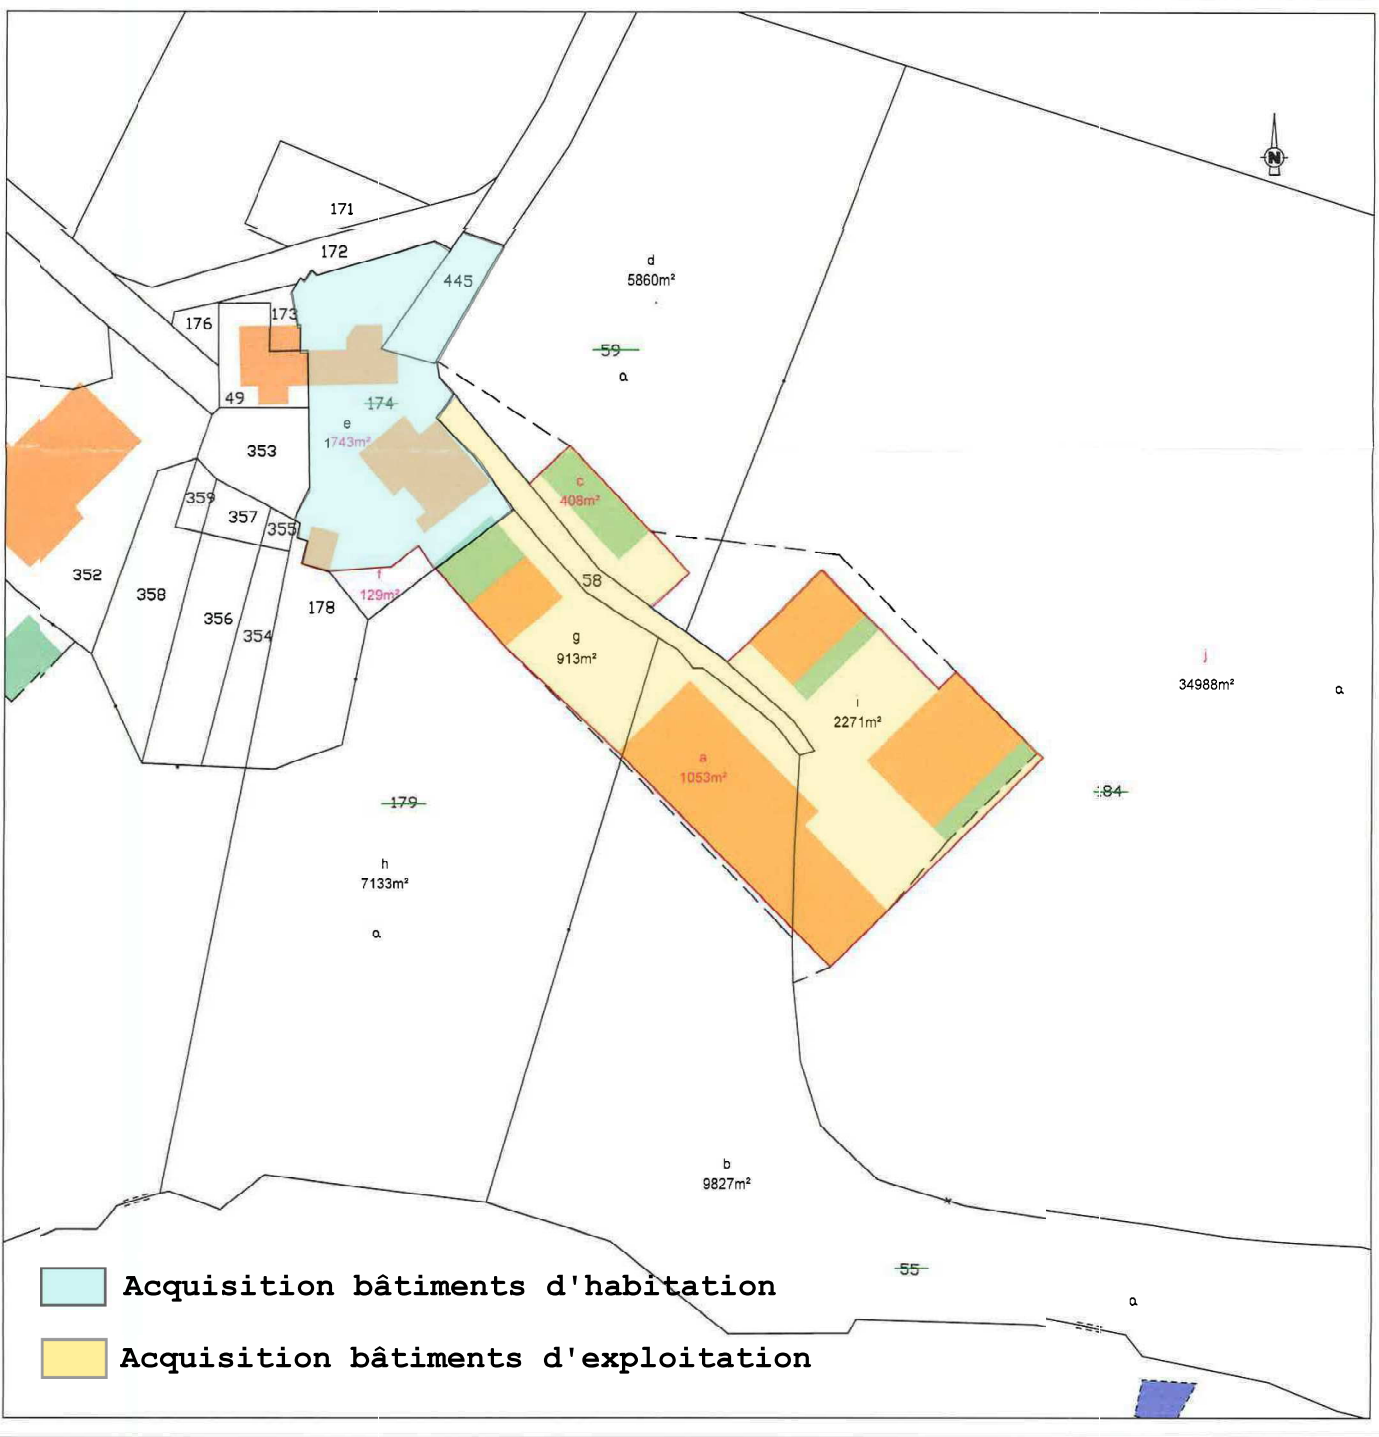 N
171
172
d
5860m²
445
173
176
59
a
49
174
e
1743m²
353
c
408m²
359
357
355
352
358
f
129m²
58
178
356
354
g
913m²
j
34988m²
a
i
2271m²
a
1053m²
84
179
h
7133m²
a
b
9827m²
55
a
Acquisition bâtiments d'habitation
Acquisition bâtiments d'exploitation